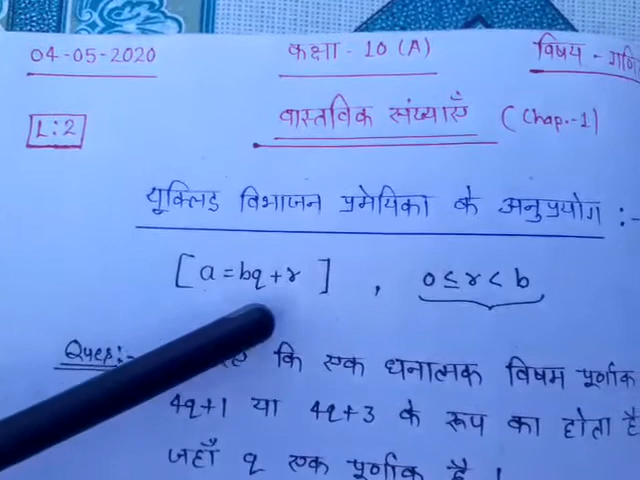 04-05-2020 कक्षा - 10 (A) विषय -
L:2 वास्तविक संख्याएँ (Chap.-1)
यूक्लिड विभाजन प्रमेयिका के अनुप्रयोग :-
[a = bq + r] , 0 ≤ r < b
Ques:- कि एक धनात्मक विषम पूर्णांक
4q+1 या 4q+3 के रूप का होता है
जहाँ q एक पूर्णांक है ।